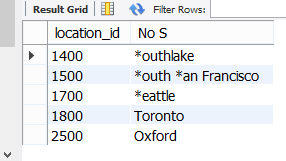 Result Grid Filter Rows:
location_id No S
1400 *outhlake
1500 *outh *an Francisco
1700 *eattle
1800 Toronto
2500 Oxford